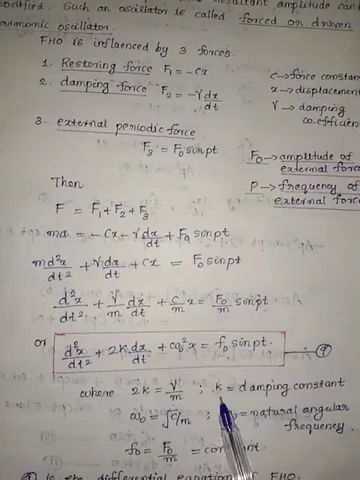 modified. Such an oscillator is called forced or driven
harmonic oscillator.
FHO is influenced by 3 forces.
1. Restoring force F₁ = -Cx
c → force constant
2. damping force F₂ = -γ dx/dt
x → displacement
γ → damping
co.efficient
3. external periodic force
F₃ = F₀ sinpt
F₀ → amplitude of
external force
P → frequency of
external force
Then
F = F₁ + F₂ + F₃
ma = -Cx - γ dx/dt + F₀ sinpt
m d²x/dt² + γ dx/dt + Cx = F₀ sinpt
d²x/dt² + γ/m dx/dt + C/m x = F₀/m sinpt
or d²x/dt² + 2K dx/dt + ω₀² x = f₀ sinpt. — ①
where 2K = γ/m ; K = damping constant
ω₀ = √C/m ; = natural angular
frequency.
f₀ = F₀/m = constant
is the differential equation of FHO.